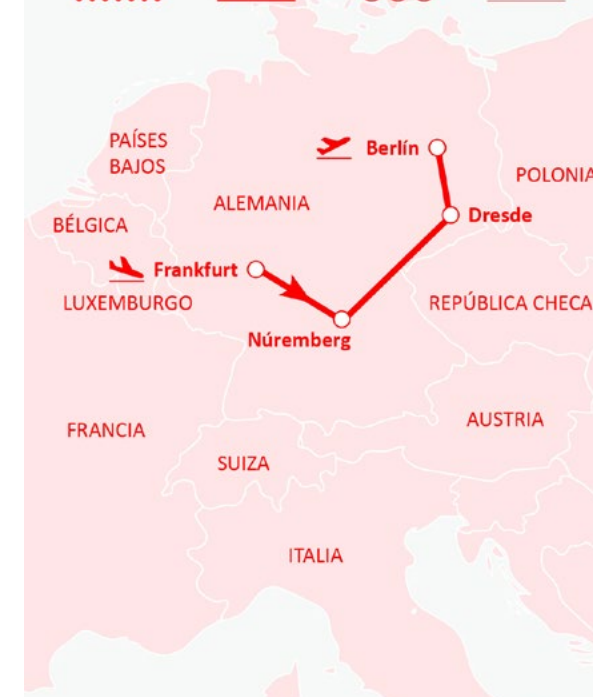 PAÍSES
BAJOS
Berlín
POLONIA
ALEMANIA
Dresde
BÉLGICA
Frankfurt
LUXEMBURGO
REPÚBLICA CHECA
Núremberg
FRANCIA
AUSTRIA
SUIZA
ITALIA